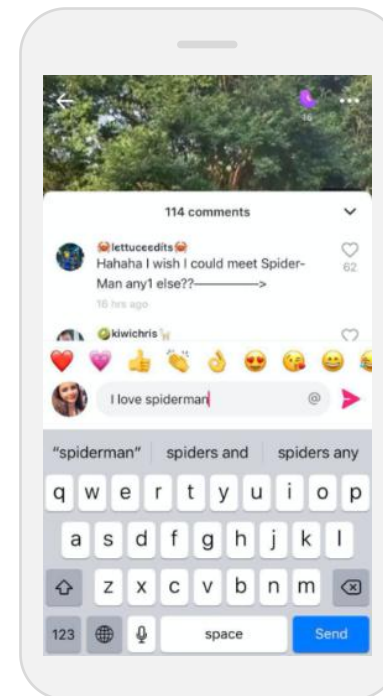 16
114 comments
🦀lettuceedits🦀
Hahaha I wish I could meet Spider-
Man any1 else??————–>
62
16 hrs ago
🥝kiwichris🦒
❤️ 💗 👍 👏 👌 😍 😘 😄 😂
I love spiderman @
"spiderman" spiders and spiders any
q w e r t y u i o p
a s d f g h j k l
z x c v b n m
123 space Send